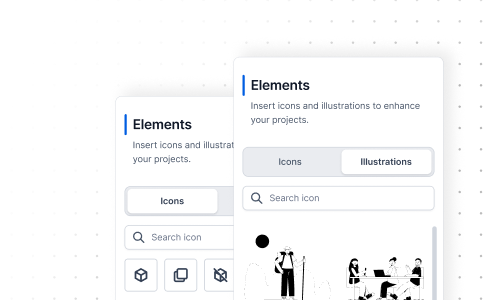 Elements
Insert icons and illustrat
your projects.
Icons
Search icon
Elements
Insert icons and illustrations to enhance
your projects.
Icons
Illustrations
Search icon